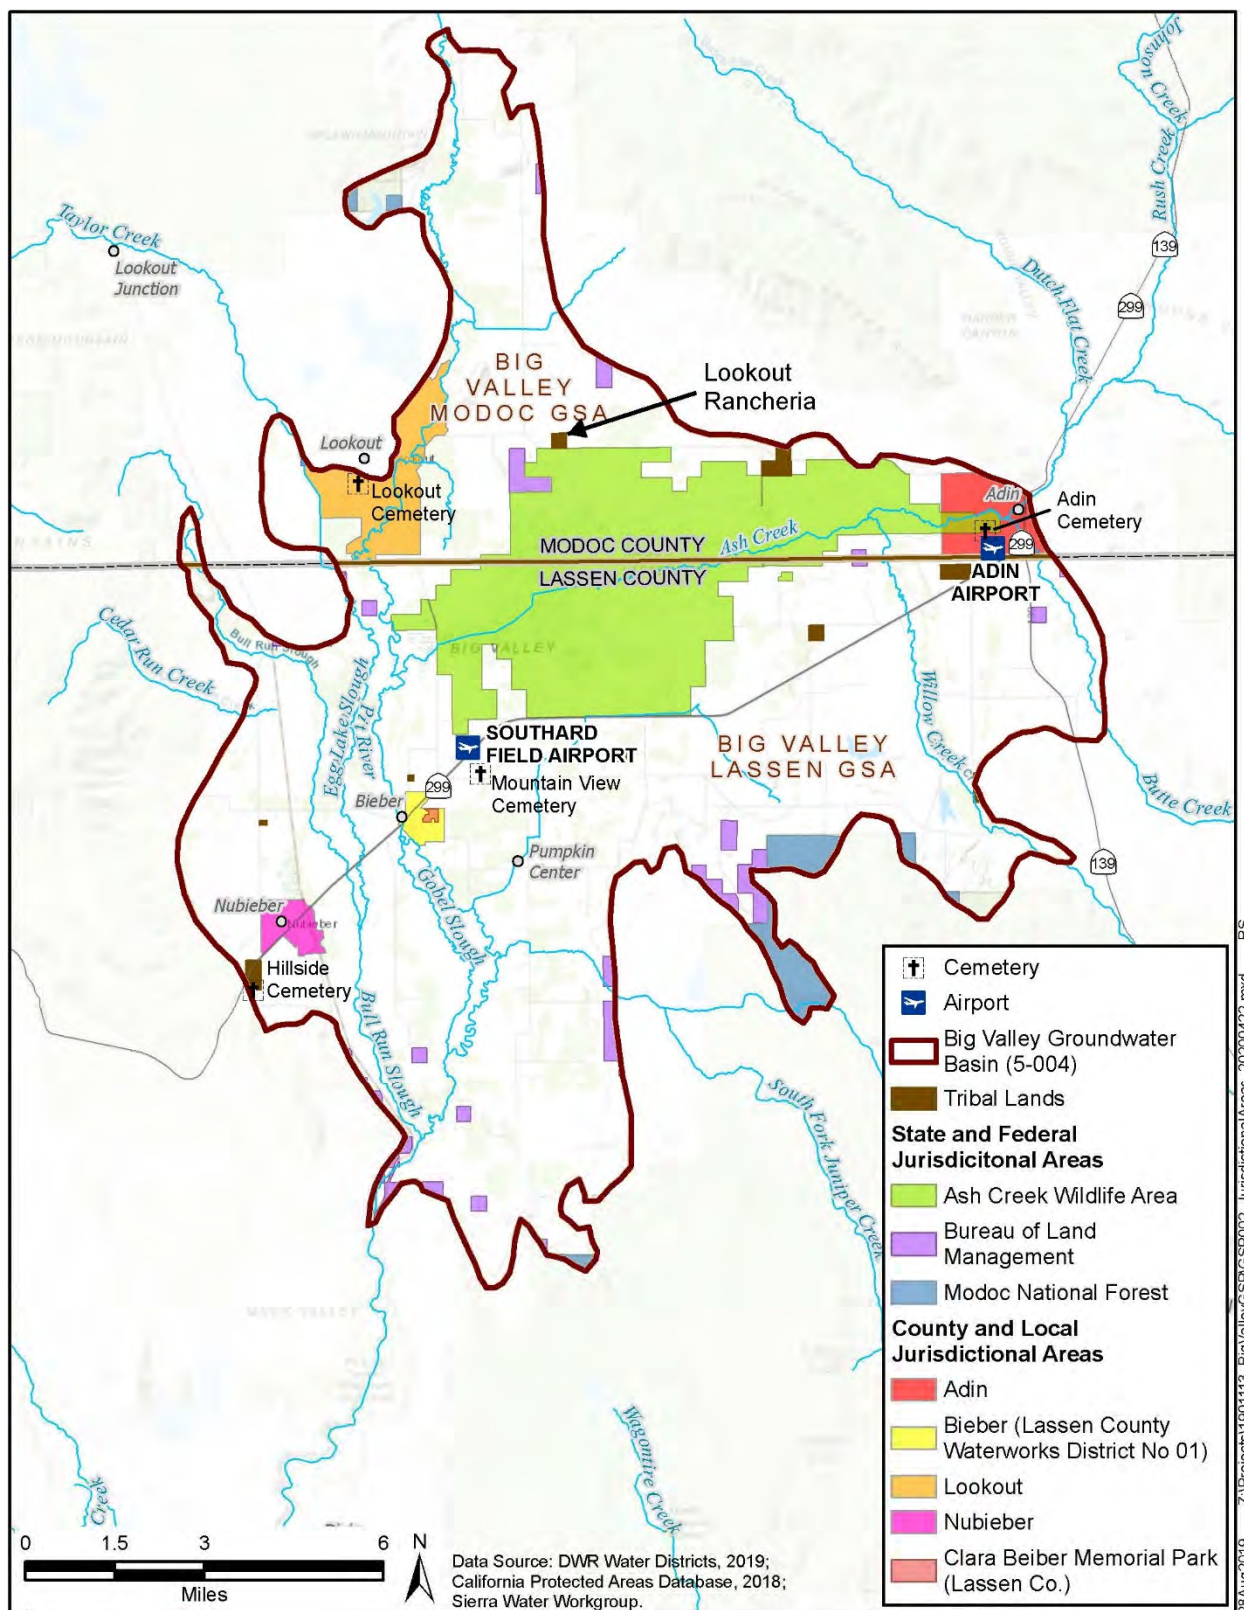 Johnson Creek
Rush Creek
139
Taylor Creek
Lookout
Junction
Dutch Flat Creek
299
BIG
VALLEY
MODOC GSA
Lookout
Rancheria
Lookout
Lookout
Cemetery
Adin
Adin
Cemetery
MODOC COUNTY
Ash Creek
299
LASSEN COUNTY
ADIN
AIRPORT
BIG VALLEY
Bull Run Slough
Cedar Run Creek
Egg Lake Slough
Pit River
Willow Creek
SOUTHARD
FIELD AIRPORT
BIG VALLEY
LASSEN GSA
299
Mountain View
Cemetery
Butte Creek
Bieber
Pumpkin
Center
139
Gobel Slough
Nubieber
Nubieber
Hillside
Cemetery
Bull Run Slough
South Fork Juniper Creek
Wagontire Creek
Creek
Cemetery
Airport
Big Valley Groundwater
Basin (5-004)
Tribal Lands
State and Federal
Jurisdicitonal Areas
Ash Creek Wildlife Area
Bureau of Land
Management
Modoc National Forest
County and Local
Jurisdictional Areas
Adin
Bieber (Lassen County
Waterworks District No 01)
Lookout
Nubieber
Clara Beiber Memorial Park
(Lassen Co.)
0 1.5 3 6
Miles
N
Data Source: DWR Water Districts, 2019;
California Protected Areas Database, 2018;
Sierra Water Workgroup.